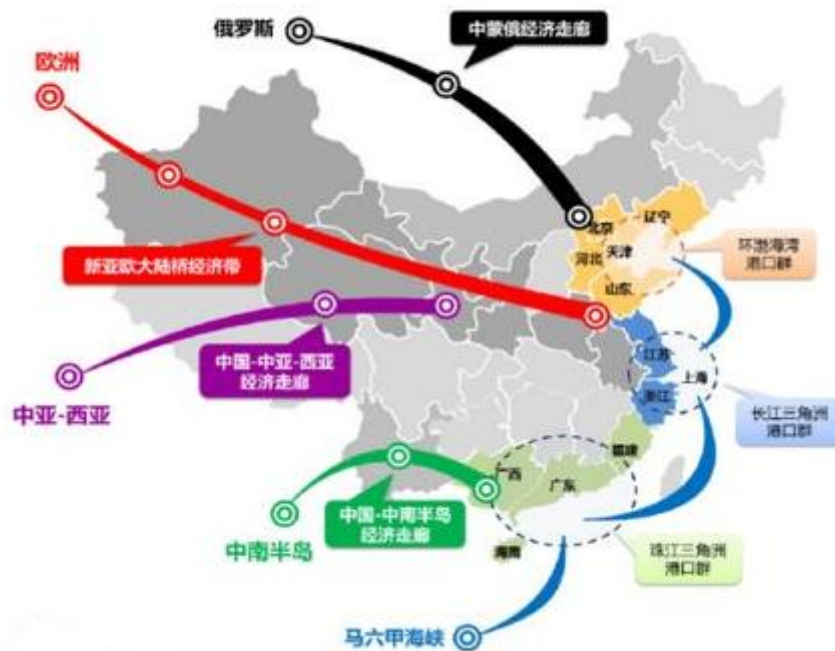 俄罗斯
中蒙俄经济走廊
欧洲
辽宁
北京
天津
河北
环渤海湾
港口群
山东
新亚欧大陆桥经济带
江苏
上海
浙江
中国-中亚-西亚
经济走廊
中亚-西亚
长江三角洲
港口群
福建
广西
广东
中国-中南半岛
经济走廊
中南半岛
海南
珠江三角洲
港口群
马六甲海峡